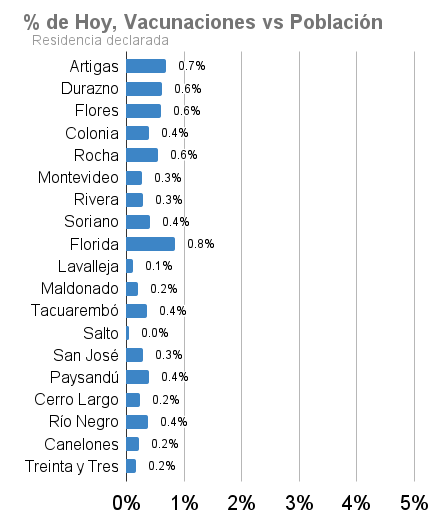 % de Hoy, Vacunaciones vs Población
Residencia declarada
Artigas 0.7%
Durazno 0.6%
Flores 0.6%
Colonia 0.4%
Rocha 0.6%
Montevideo 0.3%
Rivera 0.3%
Soriano 0.4%
Florida 0.8%
Lavalleja 0.1%
Maldonado 0.2%
Tacuarembó 0.4%
Salto 0.0%
San José 0.3%
Paysandú 0.4%
Cerro Largo 0.2%
Río Negro 0.4%
Canelones 0.2%
Treinta y Tres 0.2%
0% 1% 2% 3% 4% 5%